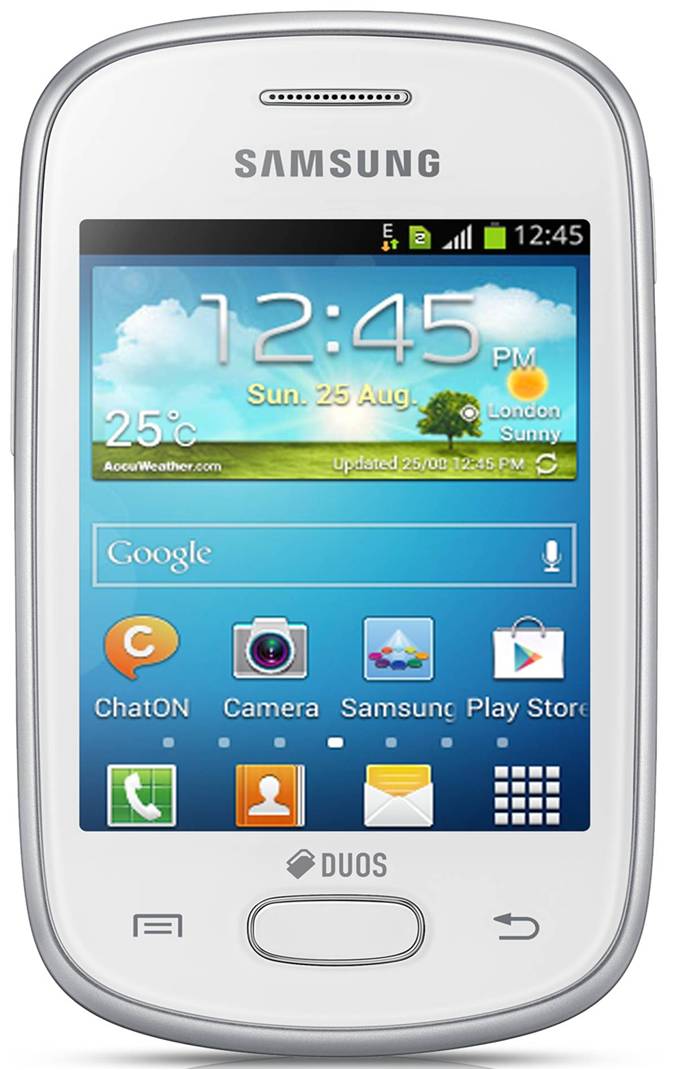 SAMSUNG
E 2 12:45
12:45 PM
Sun. 25 Aug.
25°c
London
Sunny
AccuWeather.com
Updated 25/08 12:45 PM
Google
C
ChatON
Camera
Samsung
Play Store
DUOS